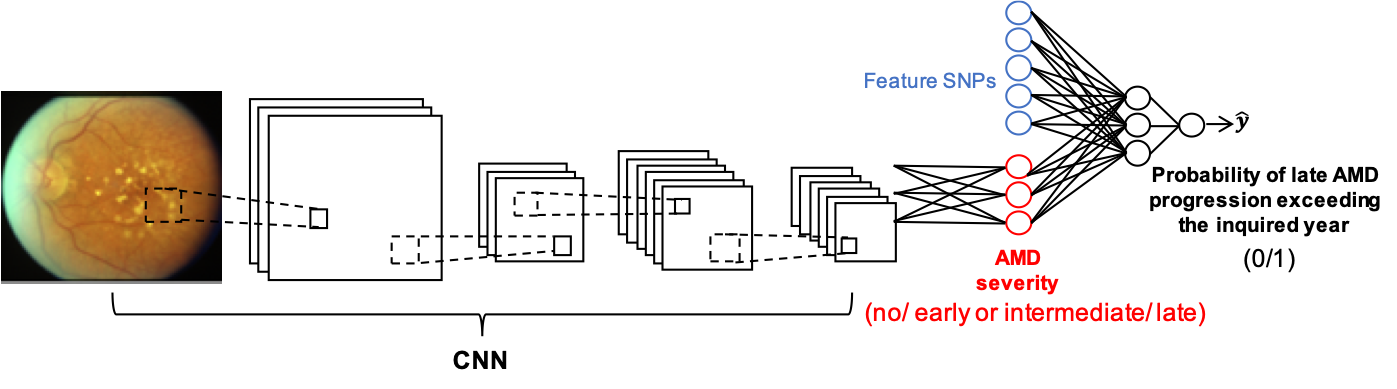 Feature SNPs
ŷ
Probability of late AMD
progression exceeding
the inquired year
(0/1)
AMD
severity
(no/ early or intermediate/ late)
CNN